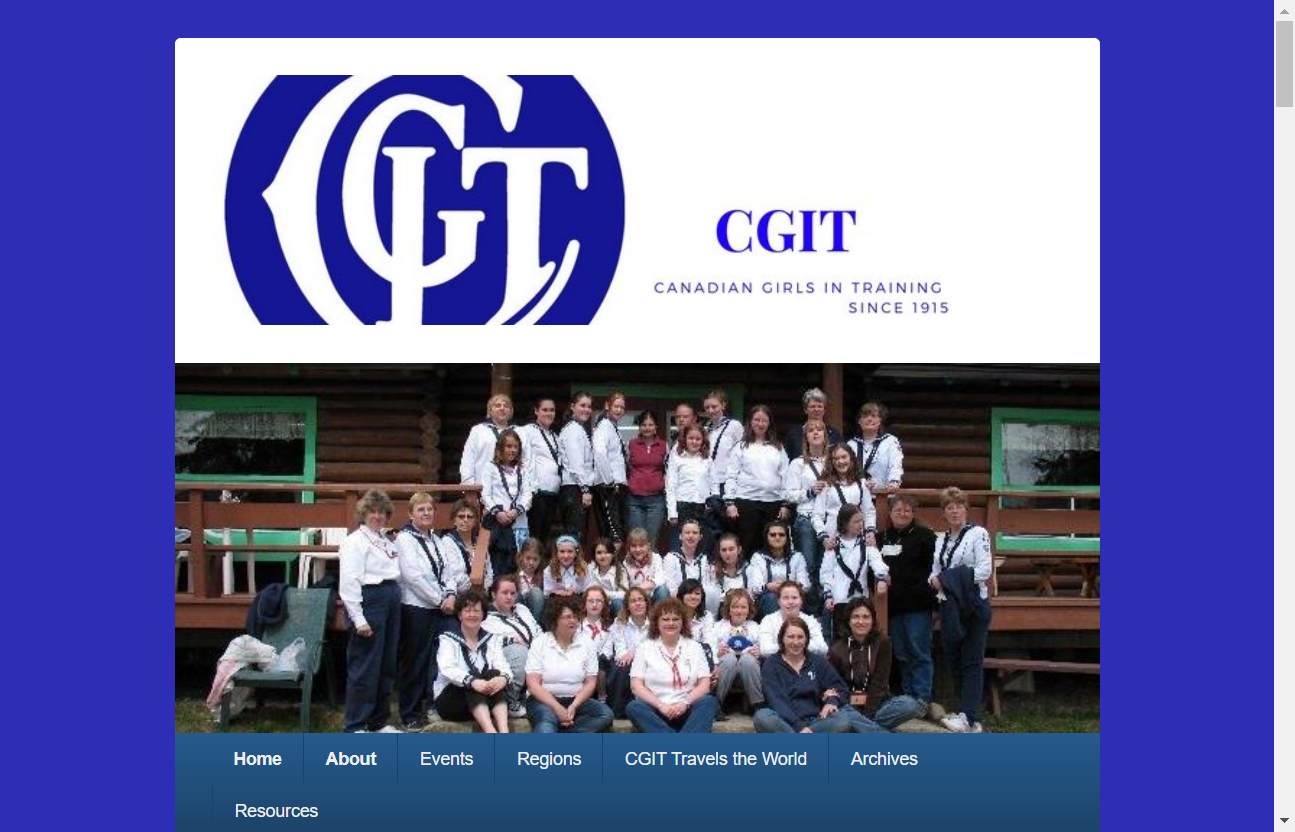 CGIT
CGIT
CANADIAN GIRLS IN TRAINING
SINCE 1915
Home About Events Regions CGIT Travels the World Archives
Resources